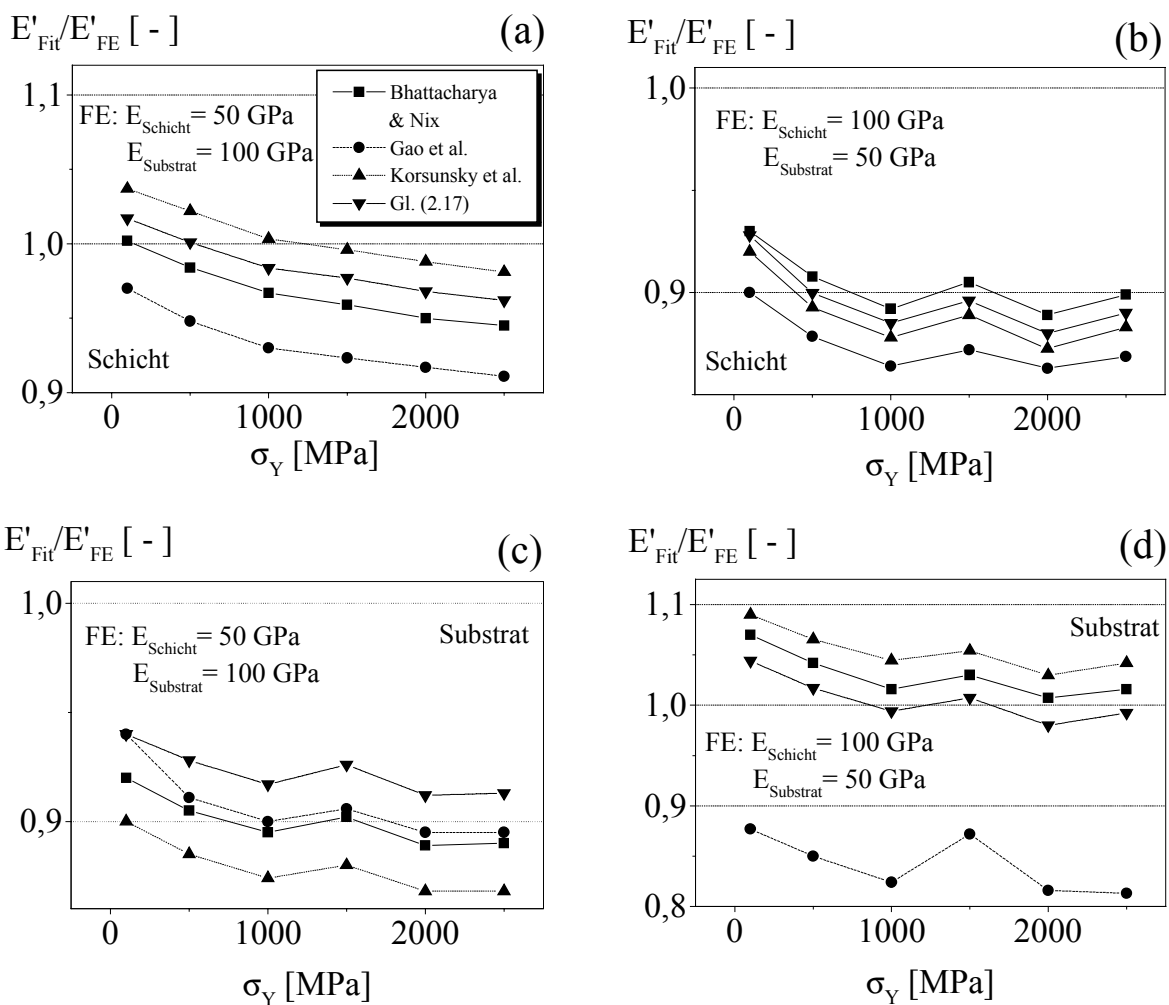 E'Fit/E'FE [ - ]
(a)
1,1
1,0
0,9
FE: ESchicht= 50 GPa
ESubstrat= 100 GPa
Bhattacharya
& Nix
Gao et al.
Korsunsky et al.
Gl. (2.17)
Schicht
0 1000 2000
σY [MPa]
E'Fit/E'FE [ - ]
(b)
1,0
0,9
FE: ESchicht= 100 GPa
ESubstrat= 50 GPa
Schicht
0 1000 2000
σY [MPa]
E'Fit/E'FE [ - ]
(c)
1,0
0,9
FE: ESchicht= 50 GPa
ESubstrat= 100 GPa
Substrat
0 1000 2000
σY [MPa]
E'Fit/E'FE [ - ]
(d)
1,1
1,0
0,9
0,8
Substrat
FE: ESchicht= 100 GPa
ESubstrat= 50 GPa
0 1000 2000
σY [MPa]